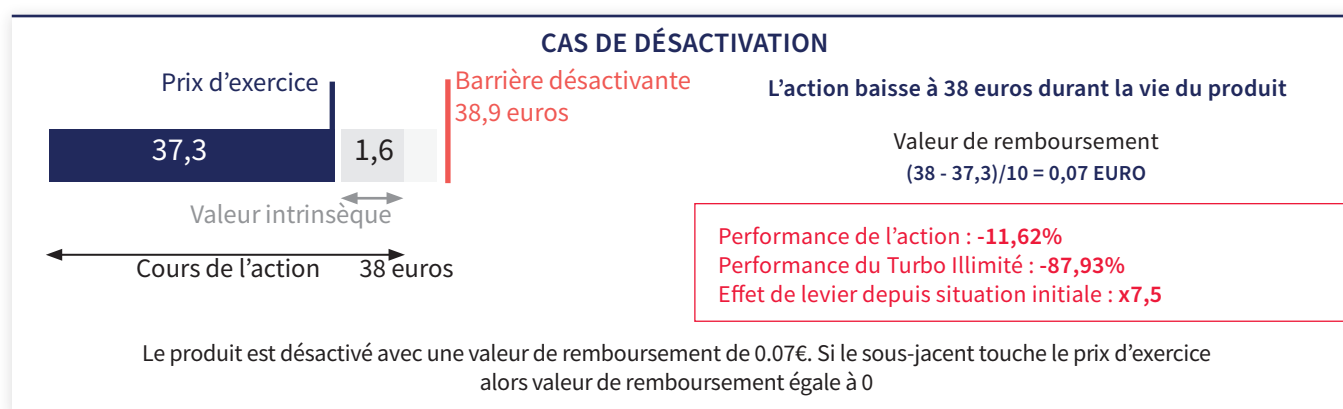 CAS DE DÉSACTIVATION
Prix d’exercice
Barrière désactivante
38,9 euros
37,3
1,6
Valeur intrinsèque
Cours de l’action 38 euros
L’action baisse à 38 euros durant la vie du produit
Valeur de remboursement
(38 - 37,3)/10 = 0,07 EURO
Performance de l’action : -11,62%
Performance du Turbo Illimité : -87,93%
Effet de levier depuis situation initiale : x7,5
Le produit est désactivé avec une valeur de remboursement de 0.07€. Si le sous-jacent touche le prix d’exercice
alors valeur de remboursement égale à 0